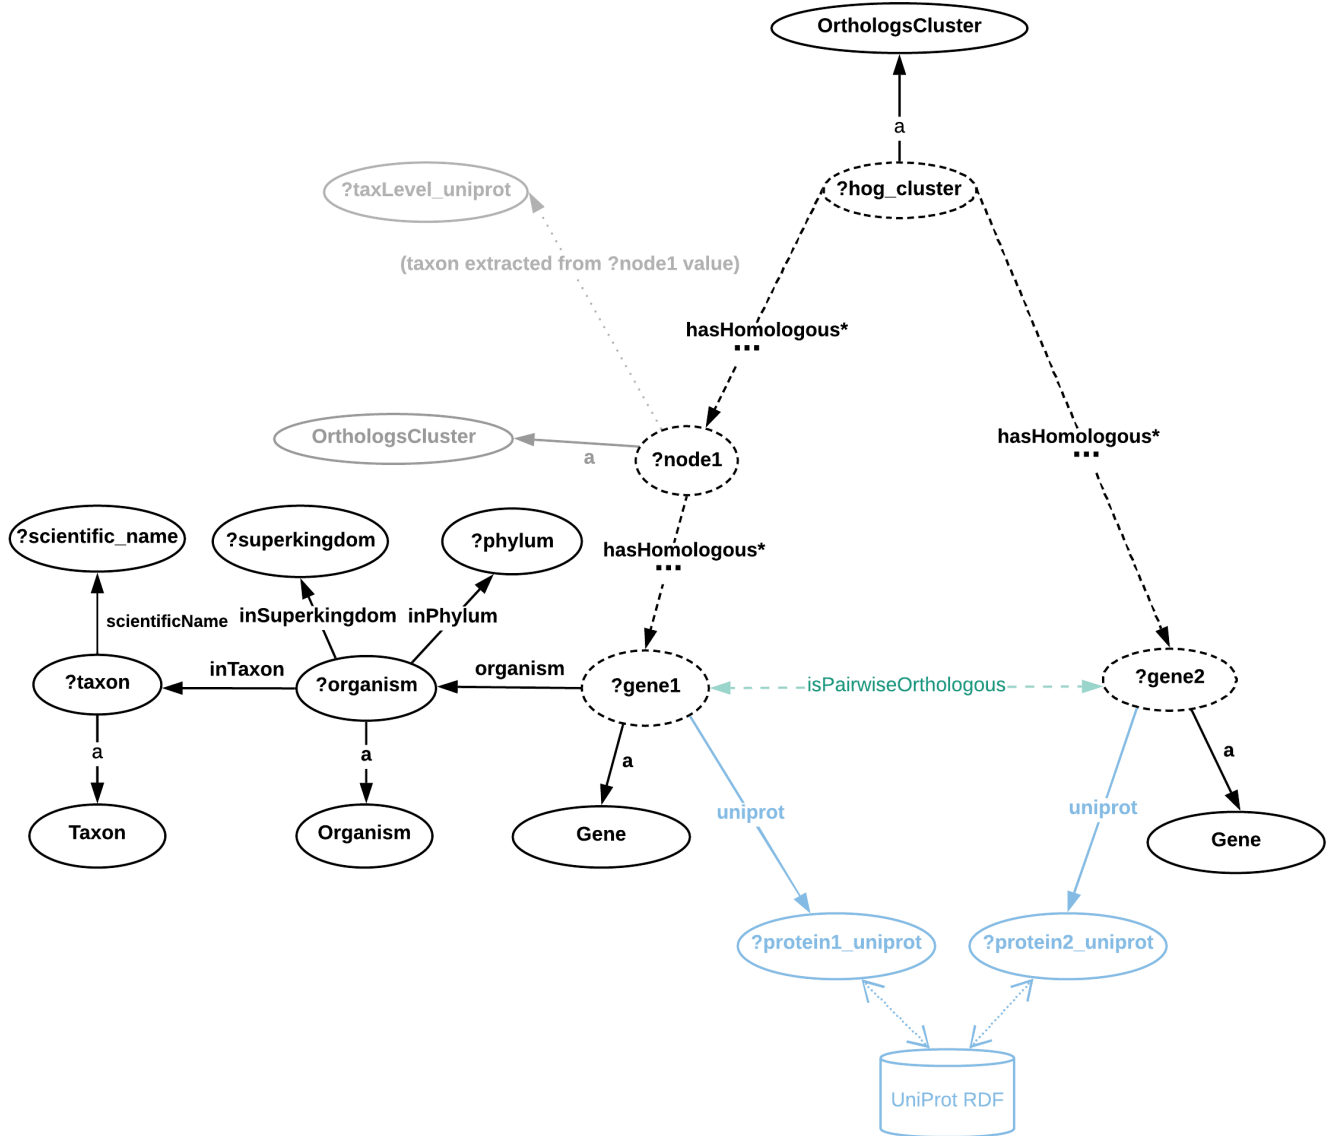 OrthologsCluster
a
?hog_cluster
?taxLevel_uniprot
(taxon extracted from ?node1 value)
hasHomologous*
...
OrthologsCluster
a
?node1
hasHomologous*
...
?scientific_name
?superkingdom
?phylum
hasHomologous*
...
scientificName
inSuperkingdom
inPhylum
?taxon
inTaxon
?organism
organism
?gene1
isPairwiseOrthologous
?gene2
a
a
a
a
Taxon
Organism
Gene
uniprot
uniprot
Gene
?protein1_uniprot
?protein2_uniprot
UniProt RDF